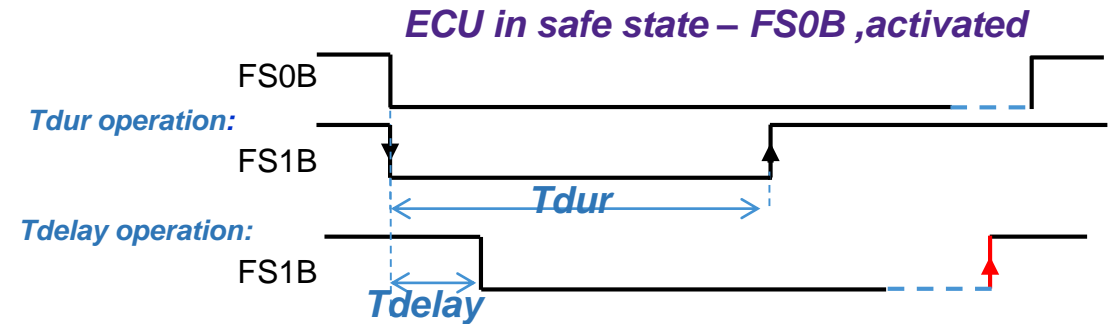 ECU in safe state – FS0B ,activated
FS0B
Tdur operation:
FS1B
Tdur
Tdelay operation:
FS1B
Tdelay